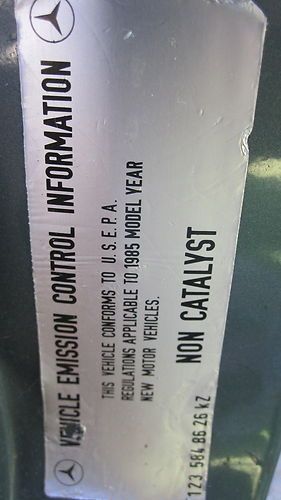 VEHICLE EMISSION CONTROL INFORMATION
THIS VEHICLE CONFORMS TO U.S.E.P.A.
REGULATIONS APPLICABLE TO 1985 MODEL YEAR
NEW MOTOR VEHICLES.
NON CATALYST
123 584 86 26 KZ